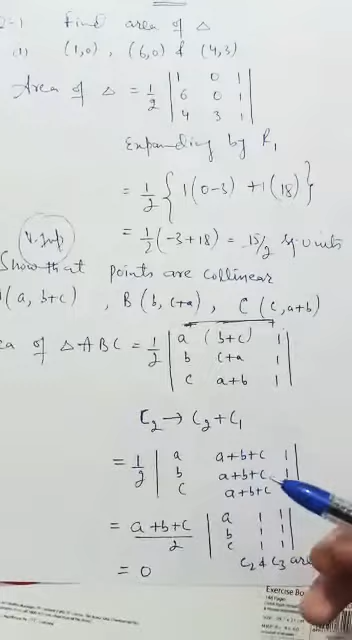 Q-1 Find area of Δ
(1) (1,0), (6,0) & (4,3)
Area of Δ = 1/2 | 1 0 1 |
| 6 0 1 |
| 4 3 1 |
Expanding by R₁
= 1/2 { 1(0-3) + 1(18) }
= 1/2 (-3+18) = 15/2 sq units
V. Imp
Show that points are collinear
A(a, b+c), B(b, c+a), C(c, a+b)
ea of ΔABC = 1/2 | a (b+c) 1 |
| b c+a 1 |
| c a+b 1 |
C₂ → C₂ + C₁
= 1/2 | a a+b+c 1 |
| b a+b+c 1 |
| c a+b+c
= a+b+c/2 | a 1 1 |
| b 1 1 |
| c 1 1 |
= 0 C₂ & C₃ are
Exercise Bo